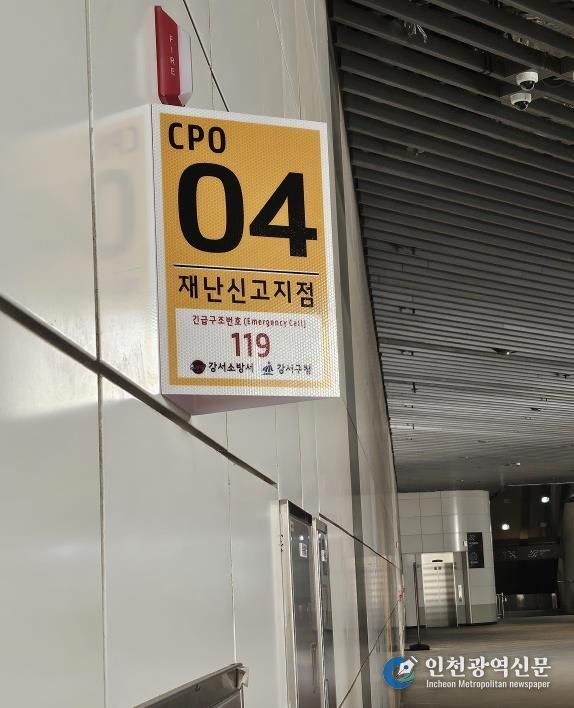 FIRE
CPO
04
재난신고지점
긴급구조번호 (Emergency Call)
119
강서소방서 강서구청
인천광역신문
Incheon Metropolitan newspaper